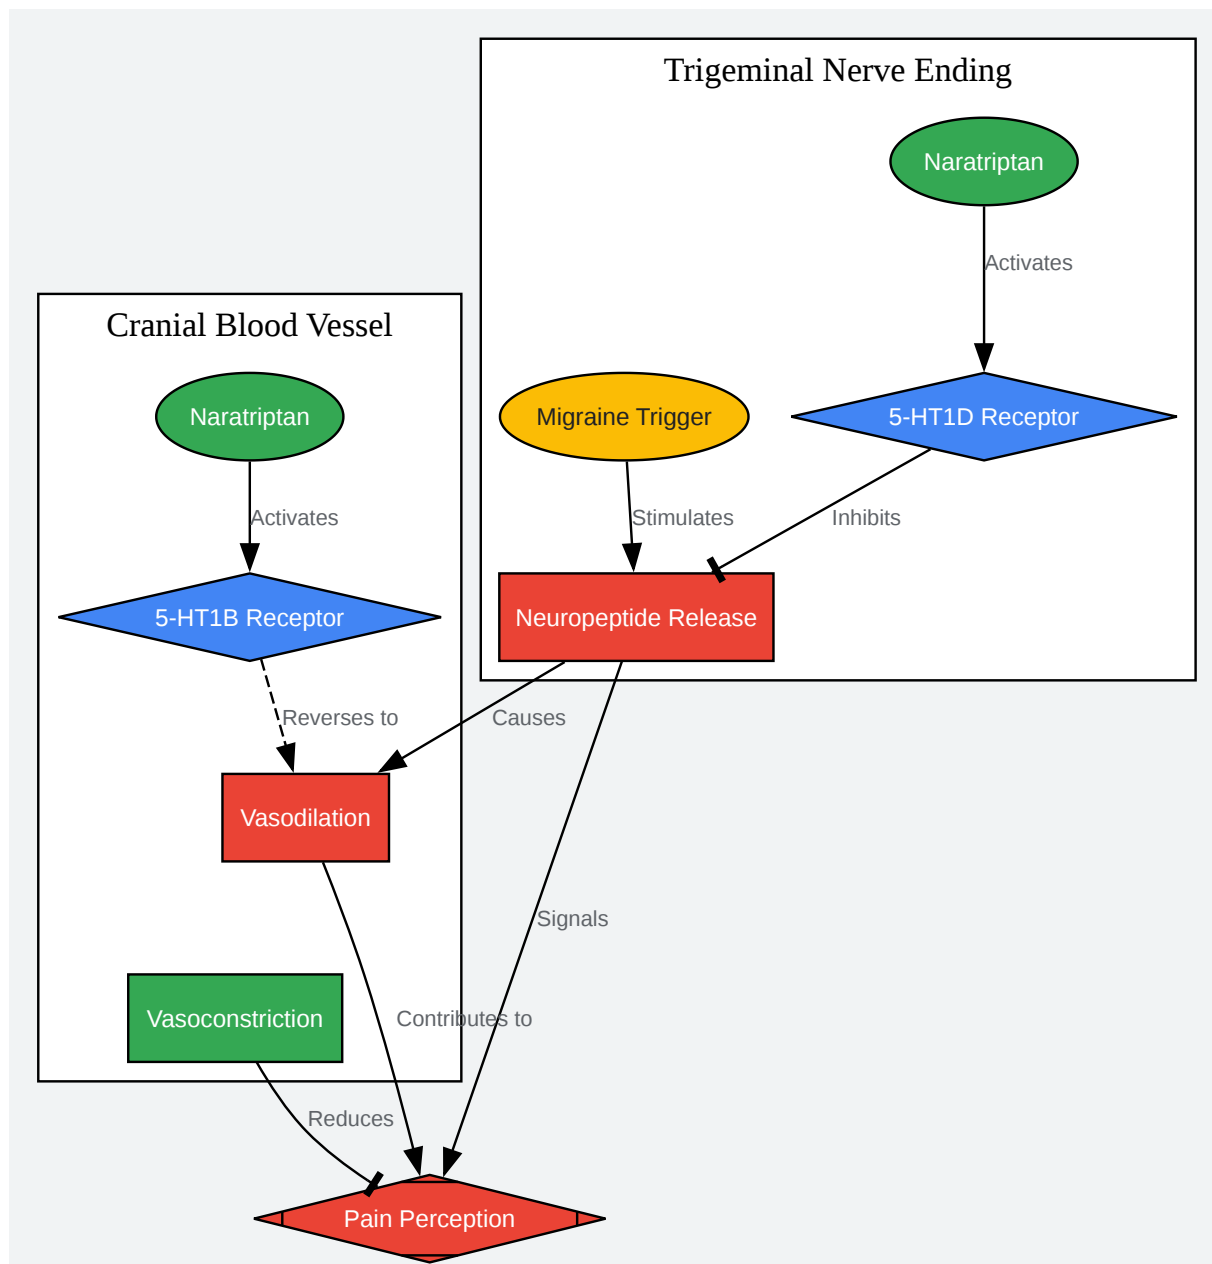 Trigeminal Nerve Ending
Naratriptan
Activates
Cranial Blood Vessel
Naratriptan
Migraine Trigger
5-HT1D Receptor
Activates
Stimulates
Inhibits
5-HT1B Receptor
Neuropeptide Release
Reverses to
Causes
Vasodilation
Signals
Vasoconstriction
Contributes to
Reduces
Pain Perception